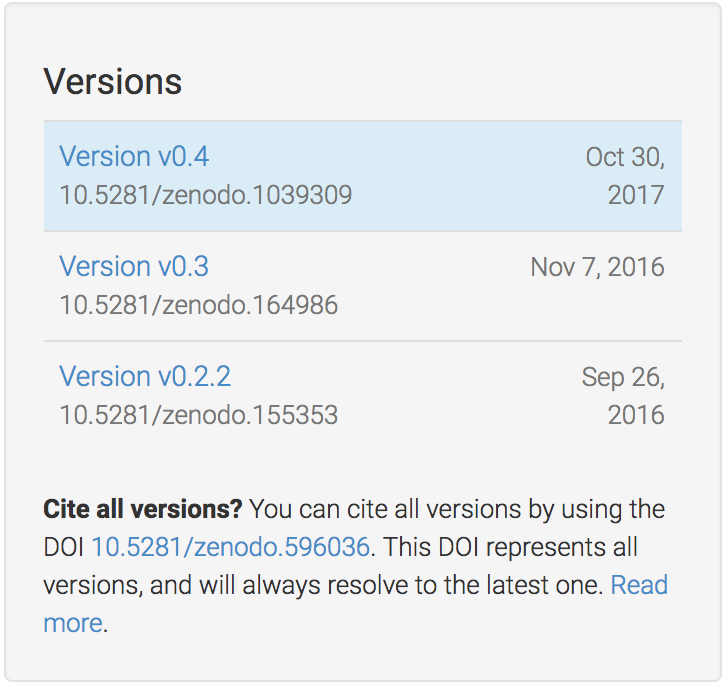 Versions
Version v0.4
Oct 30,
10.5281/zenodo.1039309
2017
Version v0.3
Nov 7, 2016
10.5281/zenodo.164986
Version v0.2.2
Sep 26,
10.5281/zenodo.155353
2016
Cite all versions? You can cite all versions by using the
DOI 10.5281/zenodo.596036. This DOI represents all
versions, and will always resolve to the latest one. Read
more.